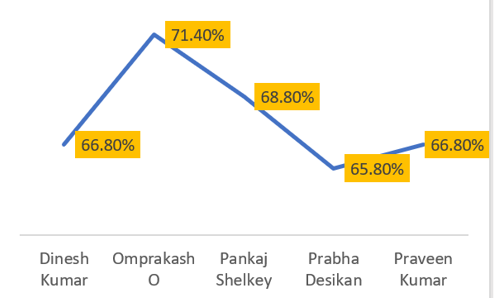 71.40%
68.80%
66.80%
66.80%
65.80%
Dinesh Kumar
Omprakash O
Pankaj Shelkey
Prabha Desikan
Praveen Kumar